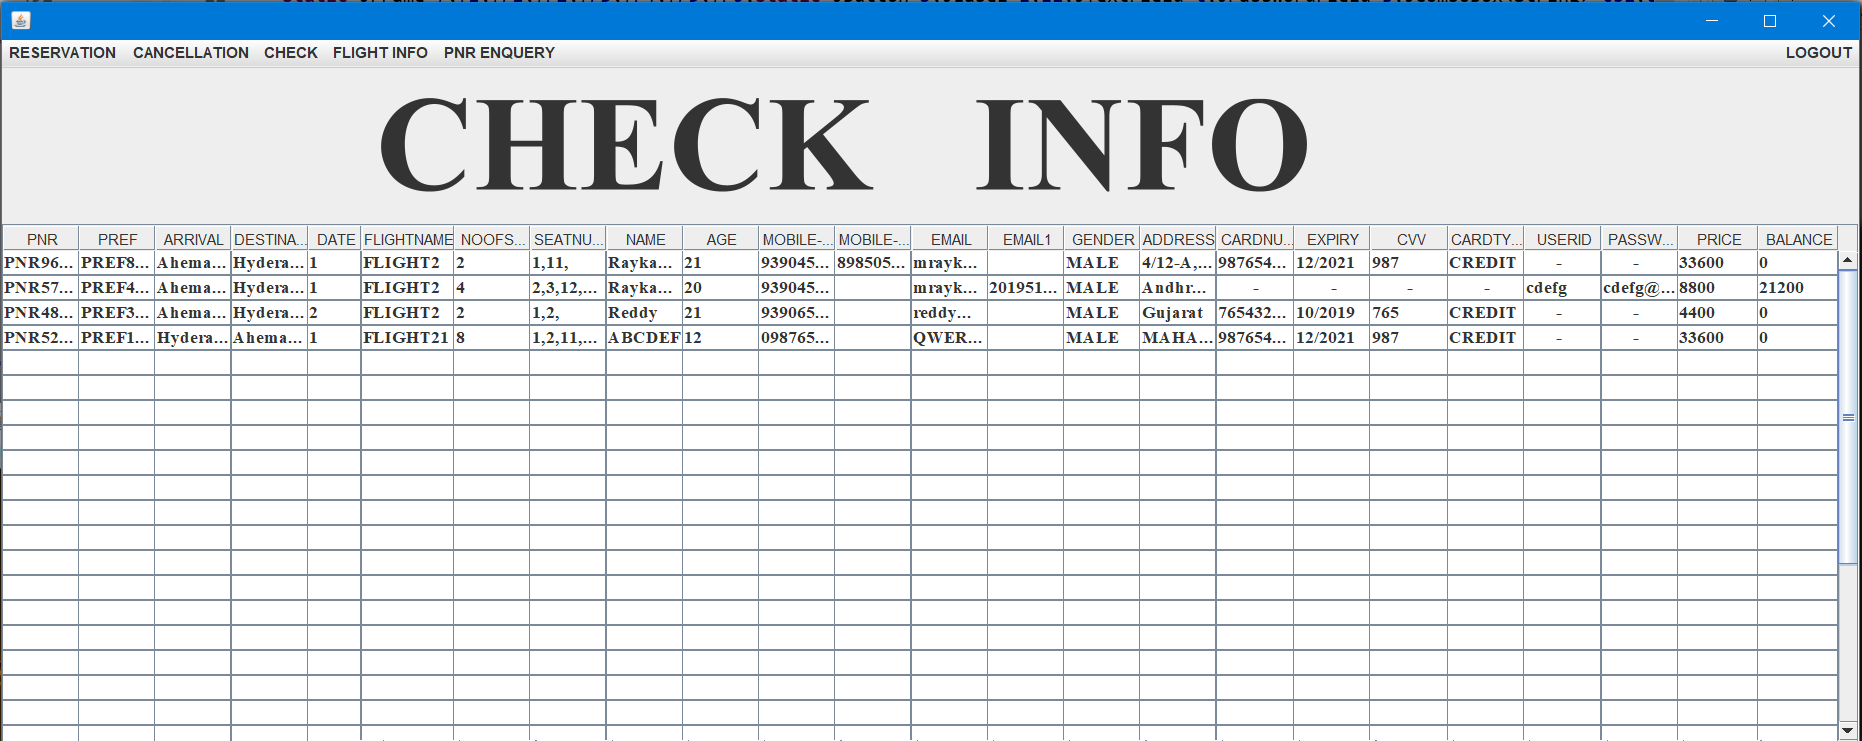 RESERVATION CANCELLATION CHECK FLIGHT INFO PNR ENQUERY LOGOUT
CHECK INFO
PNR PREF ARRIVAL DESTINA... DATE FLIGHTNAME NOOFS... SEATNU... NAME AGE MOBILE-... MOBILE-... EMAIL EMAIL1 GENDER ADDRESS CARDNU... EXPIRY CVV CARDTY... USERID PASSW... PRICE BALANCE
PNR96... PREF8... Ahema... Hydera... 1 FLIGHT2 2 1,11, Rayka... 21 939045... 898505... mrayk... MALE 4/12-A,... 987654... 12/2021 987 CREDIT - - 33600 0
PNR57... PREF4... Ahema... Hydera... 1 FLIGHT2 4 2,3,12,... Rayka... 20 939045... mrayk... 201951... MALE Andhr... - - - - cdefg cdefg@... 8800 21200
PNR48... PREF3... Ahema... Hydera... 2 FLIGHT2 2 1,2, Reddy 21 939065... reddy... MALE Gujarat 765432... 10/2019 765 CREDIT - - 4400 0
PNR52... PREF1... Hydera... Ahema... 1 FLIGHT21 8 1,2,11,... ABCDEF 12 098765... QWER... MALE MAHA... 987654... 12/2021 987 CREDIT - - 33600 0